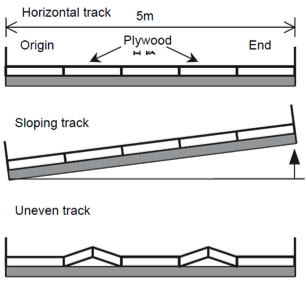 Horizontal track
5m
Origin
Plywood
End
Sloping track
Uneven track